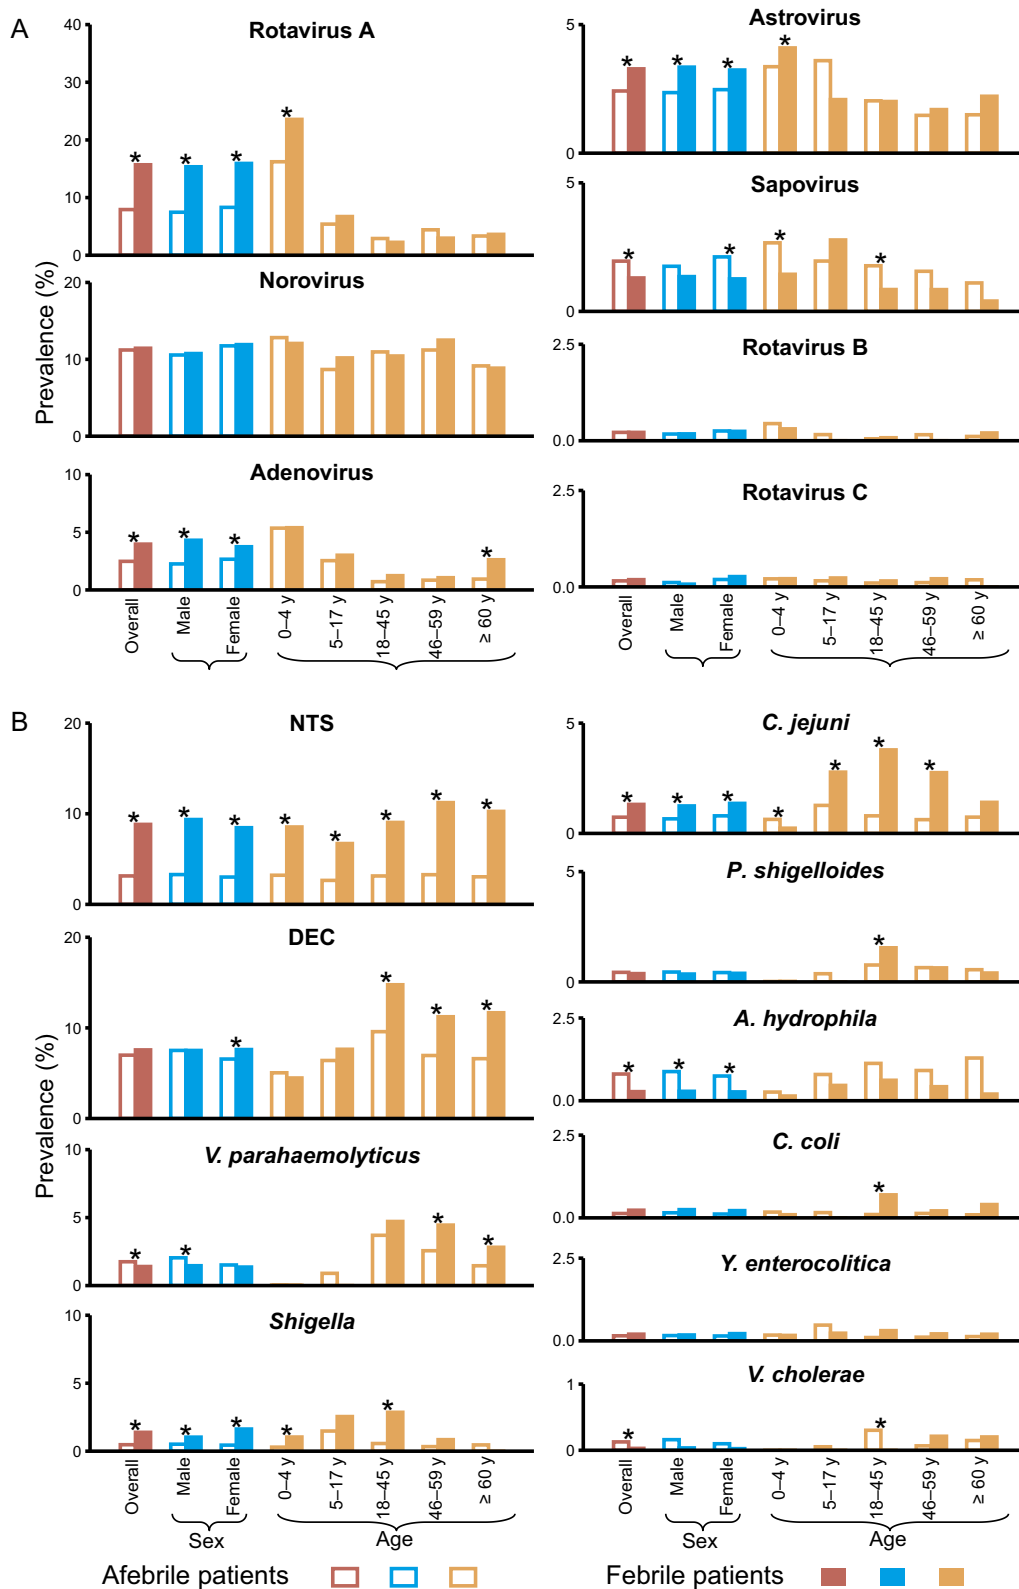 A
Rotavirus A
40
30
20
10
0
Norovirus
20
10
0
Prevalence (%)
Adenovirus
10
5
0
Overall
Male
Female
0–4 y
5–17 y
18–45 y
46–59 y
≥ 60 y
Astrovirus
5
0
Sapovirus
5
0
Rotavirus B
2.5
0.0
Rotavirus C
2.5
0.0
Overall
Male
Female
0–4 y
5–17 y
18–45 y
46–59 y
≥ 60 y
B
NTS
20
10
0
DEC
20
10
0
Prevalence (%)
V. parahaemolyticus
10
5
0
Shigella
10
5
0
Overall
Male
Female
0–4 y
5–17 y
18–45 y
46–59 y
≥ 60 y
Sex
Age
C. jejuni
5
0
P. shigelloides
5
0
A. hydrophila
2.5
0.0
C. coli
2.5
0.0
Y. enterocolitica
2.5
0.0
V. cholerae
1
0
Overall
Male
Female
0–4 y
5–17 y
18–45 y
46–59 y
≥ 60 y
Sex
Age
Afebrile patients
Febrile patients